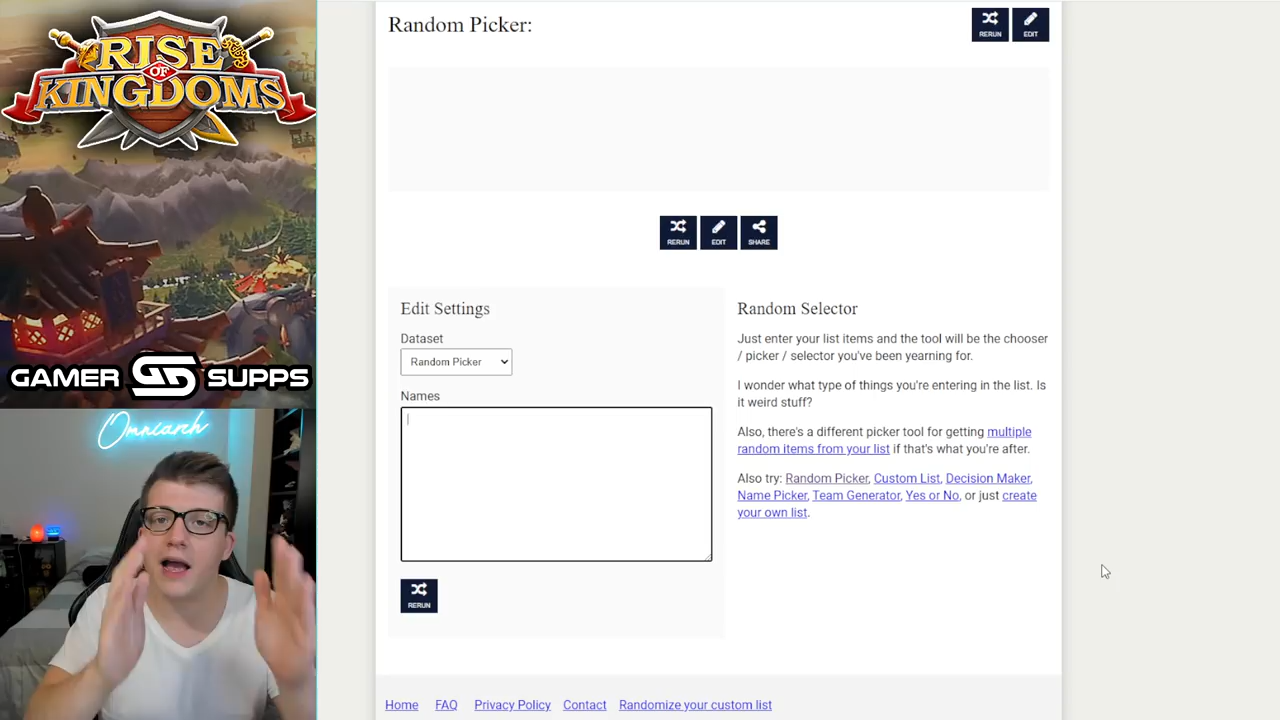 RISE
OF
KINGDOMS
GAMER GS SUPPS
Omniarch
Random Picker:
RERUN
EDIT
RERUN
EDIT
SHARE
Edit Settings
Dataset
Random Picker
Names
RERUN
Random Selector
Just enter your list items and the tool will be the chooser
/ picker / selector you've been yearning for.
I wonder what type of things you're entering in the list. Is
it weird stuff?
Also, there's a different picker tool for getting multiple
random items from your list if that's what you're after.
Also try: Random Picker, Custom List, Decision Maker,
Name Picker, Team Generator, Yes or No, or just create
your own list.
Home FAQ Privacy Policy Contact Randomize your custom list